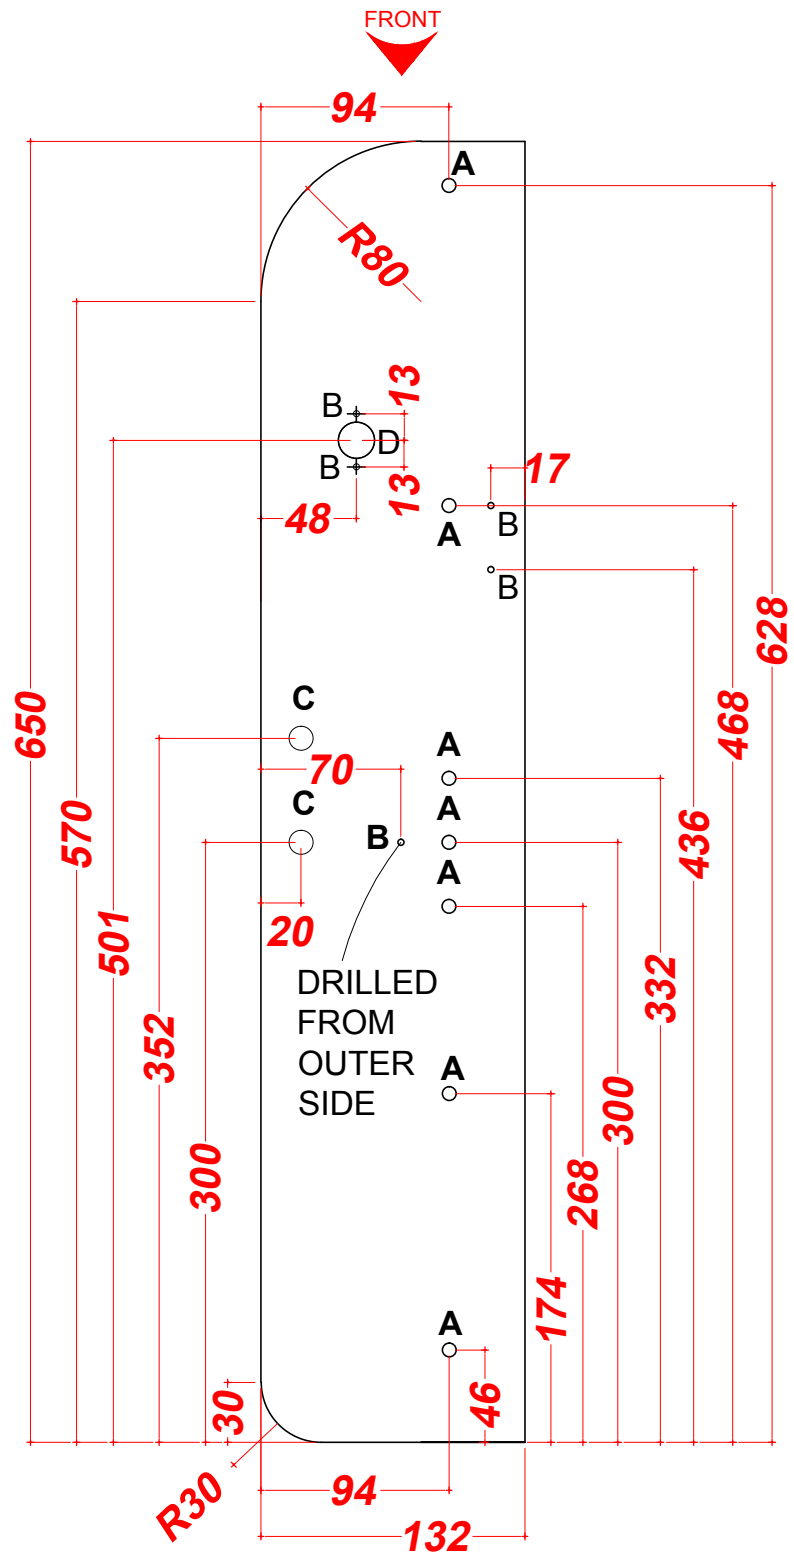 FRONT
94
A
R80
13
B
D
B
13
17
48
A
B
B
628
650
C
468
A
70
570
C
A
B
436
A
20
501
332
DRILLED
FROM
OUTER
SIDE
352
A
300
300
268
174
A
30
46
R30
94
132